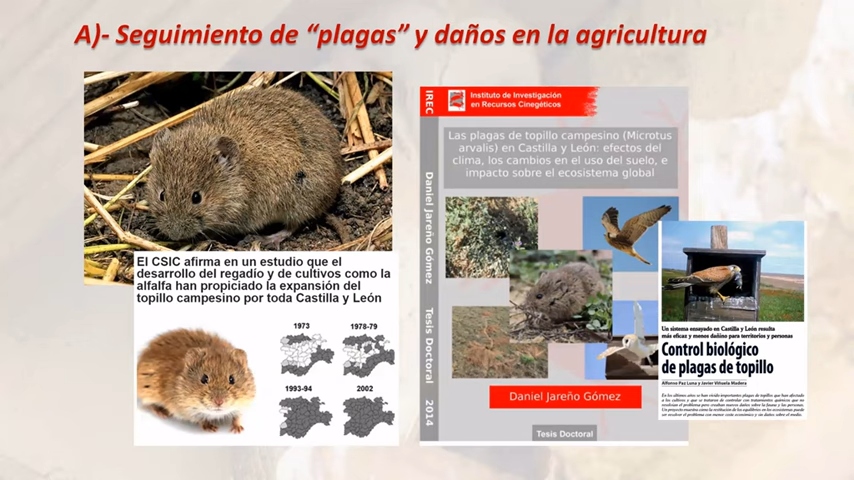 A)- Seguimiento de “plagas” y daños en la agricultura
El CSIC afirma en un estudio que el
desarrollo del regadío y de cultivos como la
alfalfa han propiciado la expansión del
topillo campesino por toda Castilla y León
1973
1978-79
1993-94
2002
IREC
Daniel Jareño Gómez
Tesis Doctoral
2014
Instituto de Investigación
en Recursos Cinegéticos
Las plagas de topillo campesino (Microtus
arvalis) en Castilla y León: efectos del
clima, los cambios en el uso del suelo, e
impacto sobre el ecosistema global
Daniel Jareño Gómez
Tesis Doctoral
Un sistema ensayado en Castilla y León resulta
más eficaz y menos dañino para territorios y personas
Control biológico
de plagas de topillo
Alfonso Paz Luna y Javier Viñuela Madera